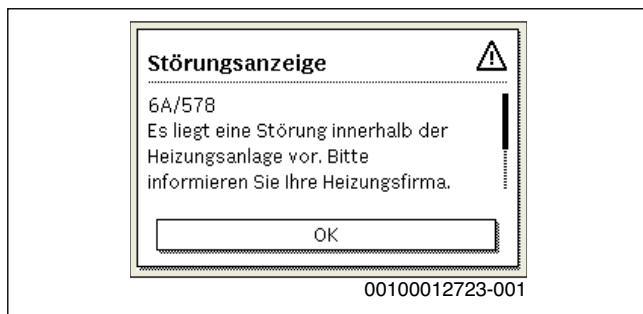 Störungsanzeige
6A/578
Es liegt eine Störung innerhalb der
Heizungsanlage vor. Bitte
informieren Sie Ihre Heizungsfirma.
OK
00100012723-001